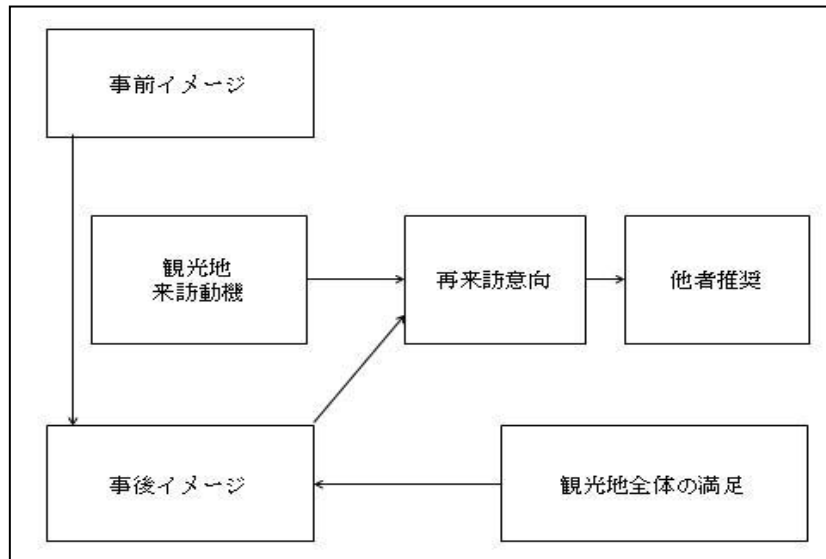 事前イメージ
観光地
来訪動機
再来訪意向
他者推奨
事後イメージ
観光地全体の満足